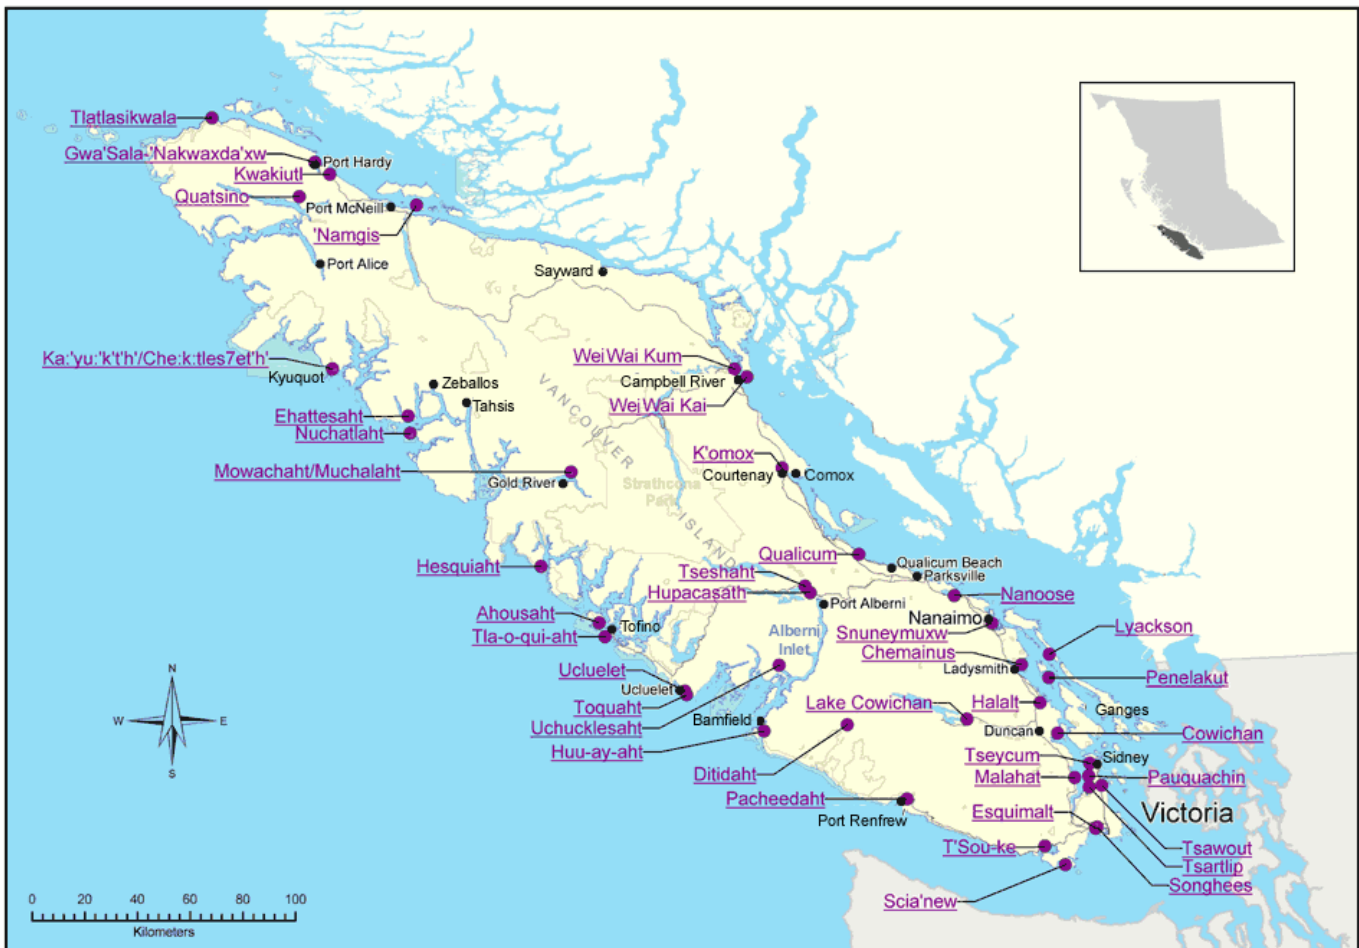 Tlatlasikwala
Gwa'Sala-'Nakwaxda'xw
Port Hardy
Kwakiutl
Quatsino
Port McNeill
'Namgis
Port Alice
Sayward
Ka:'yu:'k't'h'/Che:k:tles7et'h'
Kyuquot
Wei Wai Kum
Campbell River
Wei Wai Kai
Zeballos
Tahsis
VANCOUVER ISLAND
Ehattesaht
Nuchatlaht
Mowachaht/Muchalaht
Gold River
K'omox
Courtenay
Comox
Strathcona
Park
Hesquiaht
Qualicum
Qualicum Beach
Parksville
Tseshaht
Hupacasath
Port Alberni
Nanoose
Ahousaht
Tofino
Tla-o-qui-aht
Nanaimo
Snuneymuxw
Lyackson
Alberni
Inlet
Chemainus
Ladysmith
Penelakut
Ucluelet
Ucluelet
Toquaht
Uchucklesaht
Bamfield
Huu-ay-aht
Lake Cowichan
Halalt
Ganges
Duncan
Cowichan
Ditidaht
Tseycum
Sidney
Malahat
Pauquachin
Pacheedaht
Port Renfrew
Esquimalt
Victoria
T'Sou-ke
Tsawout
Tsartlip
Songhees
Scia'new
N
W
E
S
0 20 40 60 80 100
Kilometers